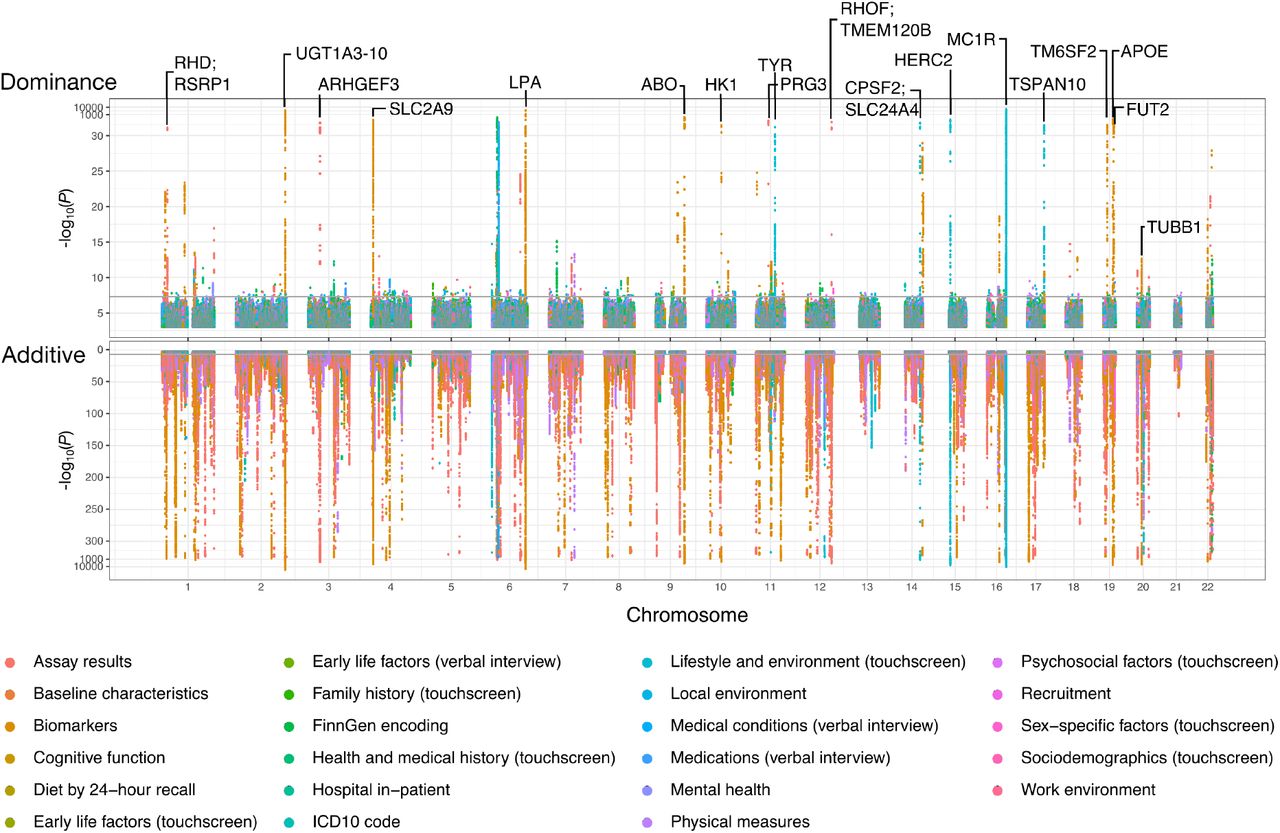 RHOF;
TMEM120B
MC1R
TM6SF2
APOE
UGT1A3-10
RHD;
RSRP1
HERC2
TYR
Dominance
ARHGEF3
LPA
ABO
HK1
PRG3
CPSF2;
SLC24A4
TSPAN10
SLC2A9
FUT2
10000
1000
30
25
20
15
10
5
-log10(P)
TUBB1
Additive
0
50
100
150
200
250
300
1000
10000
-log10(P)
1 2 3 4 5 6 7 8 9 10 11 12 13 14 15 16 17 18 19 20 21 22
Chromosome
Assay results
Baseline characteristics
Biomarkers
Cognitive function
Diet by 24−hour recall
Early life factors (touchscreen)
Early life factors (verbal interview)
Family history (touchscreen)
FinnGen encoding
Health and medical history (touchscreen)
Hospital in−patient
ICD10 code
Lifestyle and environment (touchscreen)
Local environment
Medical conditions (verbal interview)
Medications (verbal interview)
Mental health
Physical measures
Psychosocial factors (touchscreen)
Recruitment
Sex−specific factors (touchscreen)
Sociodemographics (touchscreen)
Work environment